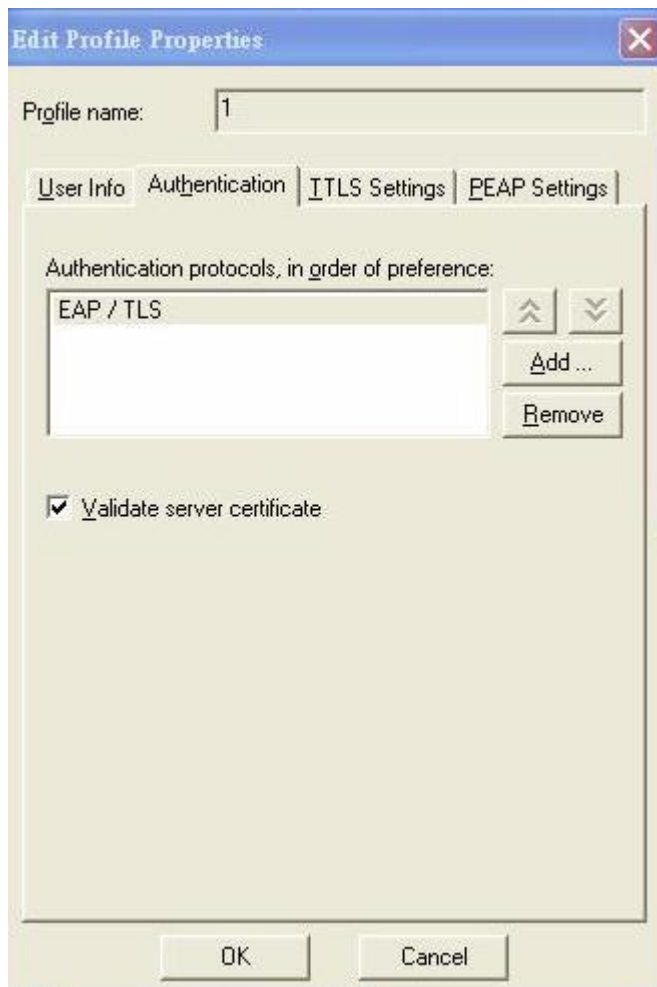 Edit Profile Properties
Profile name: 1
User Info Authentication TTLS Settings PEAP Settings
Authentication protocols, in order of preference:
EAP / TLS
Add ...
Remove
Validate server certificate
OK Cancel